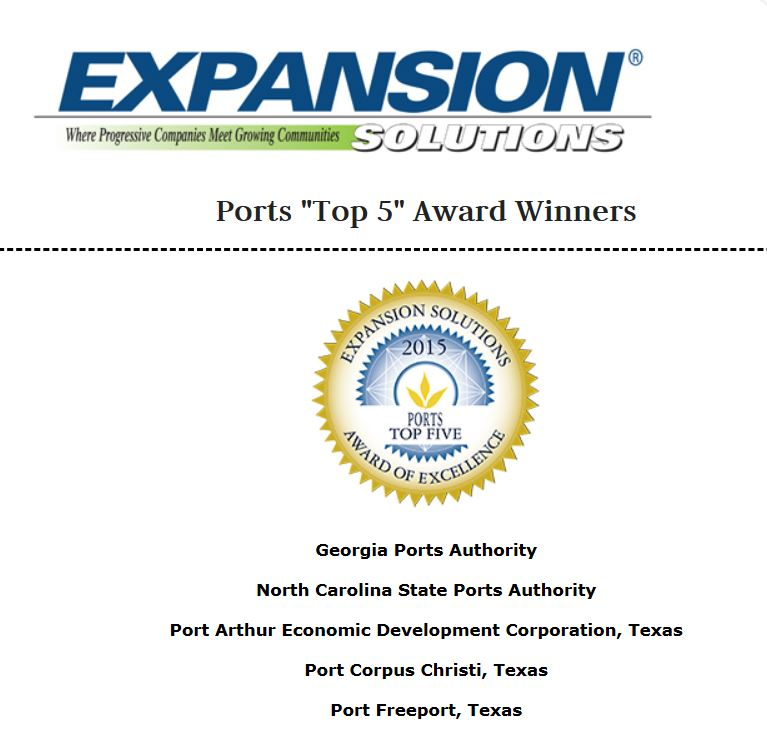 EXPANSION®
Where Progressive Companies Meet Growing Communities SOLUTIONS
Ports "Top 5" Award Winners
EXPANSION SOLUTIONS
2015
PORTS
TOP FIVE
AWARD OF EXCELLENCE
Georgia Ports Authority
North Carolina State Ports Authority
Port Arthur Economic Development Corporation, Texas
Port Corpus Christi, Texas
Port Freeport, Texas